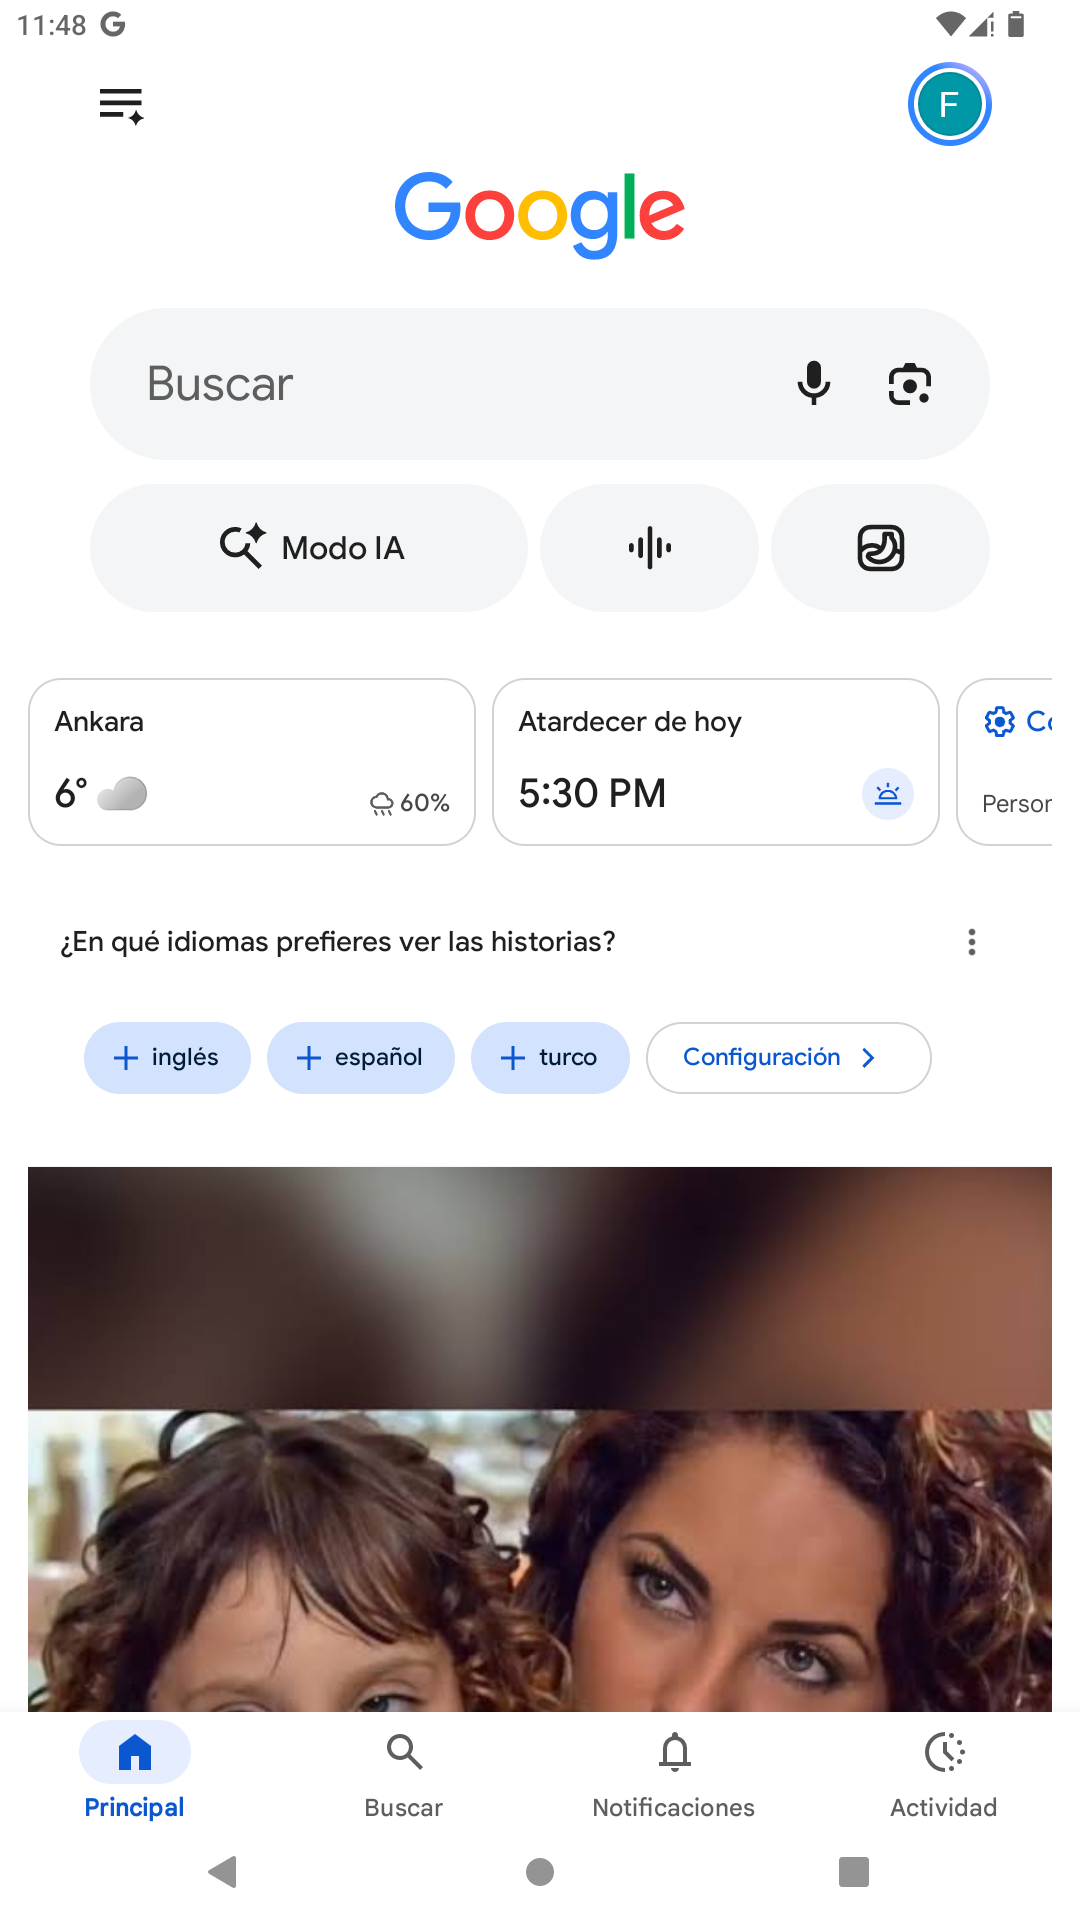 11:48
F
Google
Buscar
Modo IA
Ankara
6°
60%
Atardecer de hoy
5:30 PM
¿En qué idiomas prefieres ver las historias?
inglés
español
turco
Configuración
Principal
Buscar
Notificaciones
Actividad